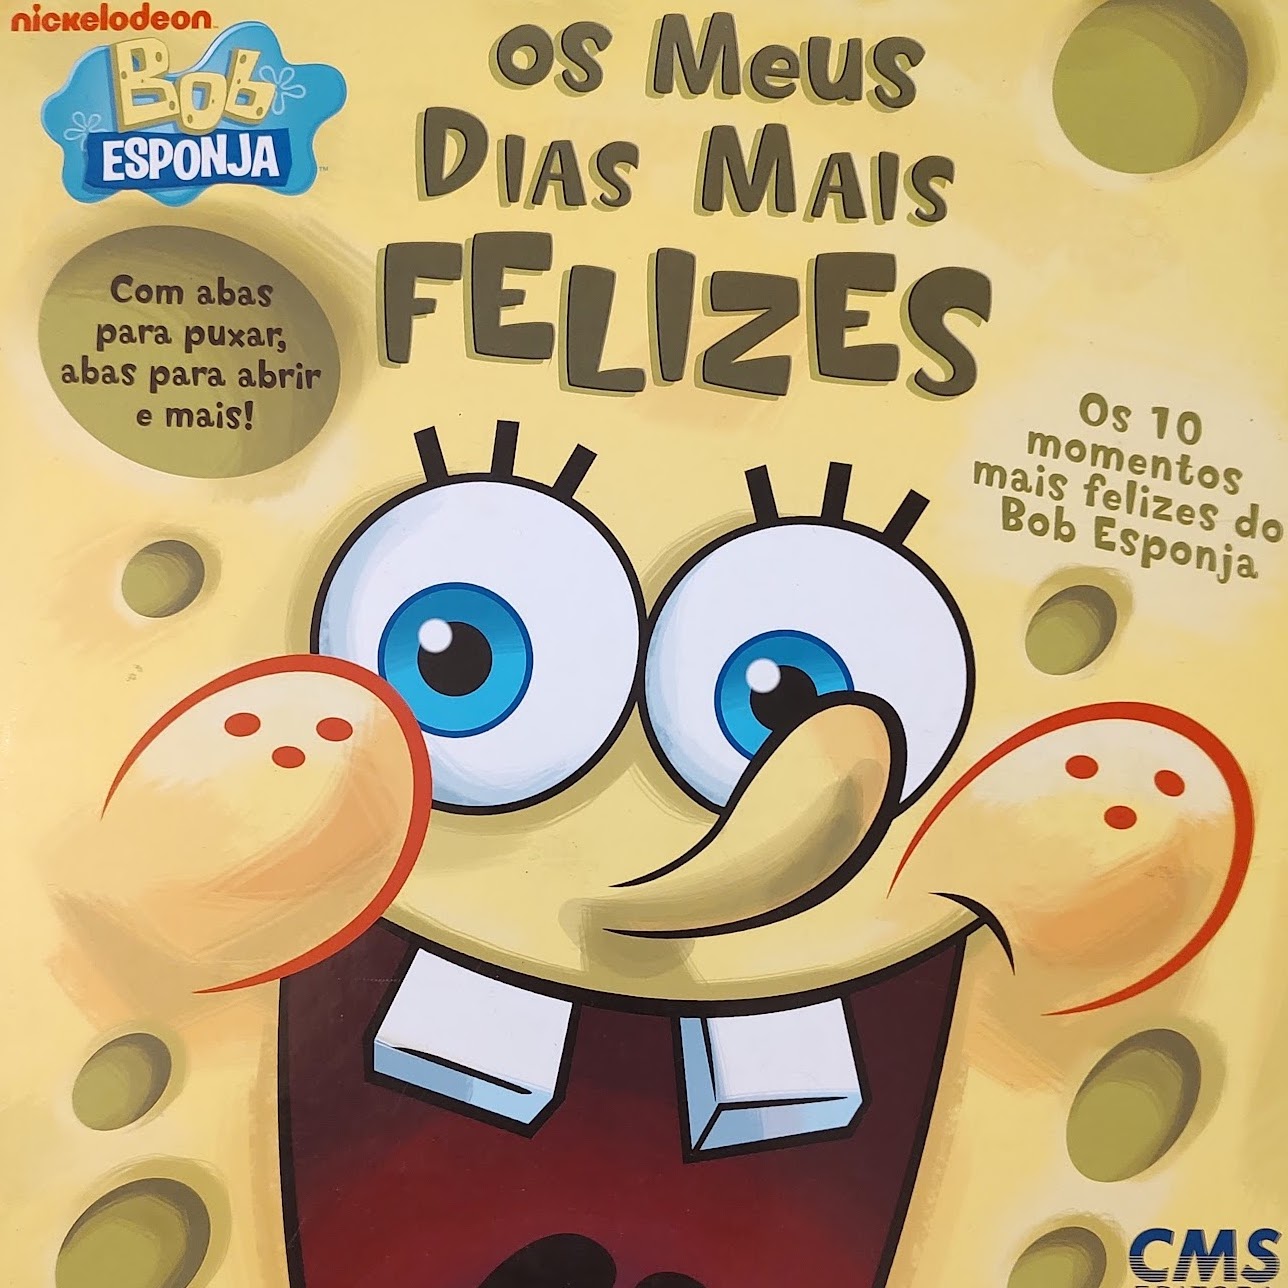 nickelodeon
Bob
ESPONJA
Os Meus
Dias Mais
Felizes
Com abas
para puxar,
abas para abrir
e mais!
Os 10
momentos
mais felizes do
Bob Esponja
CMS